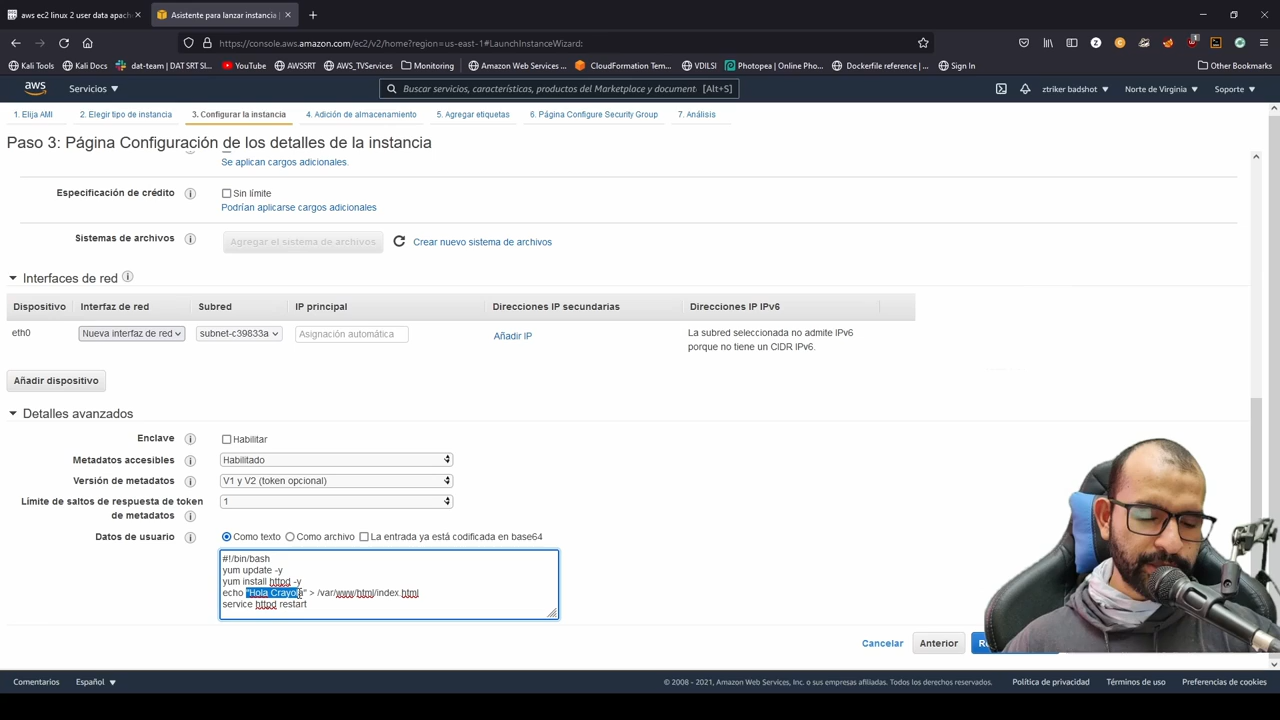 aws ec2 linux 2 user data apach
Asistente para lanzar instancia |
https://console.aws.amazon.com/ec2/v2/home?region=us-east-1#LaunchInstanceWizard:
Kali Tools
Kali Docs
dat-team | DAT SRT SI...
YouTube
AWSSRT
AWS_TVServices
Monitoring
Amazon Web Services ...
CloudFormation Templ...
VDILSI
Photopea | Online Pho...
Dockerfile reference | ...
Sign In
Other Bookmarks
aws
Servicios
Buscar servicios, características, productos del Marketplace y document
[Alt+S]
ztriker badshot
Norte de Virginia
Soporte
1. Elija AMI
2. Elegir tipo de instancia
3. Configurar la instancia
4. Adición de almacenamiento
5. Agregar etiquetas
6. Página Configure Security Group
7. Análisis
Paso 3: Página Configuración de los detalles de la instancia
Se aplican cargos adicionales.
Especificación de crédito
Sin límite
Podrían aplicarse cargos adicionales
Sistemas de archivos
Agregar el sistema de archivos
Crear nuevo sistema de archivos
Interfaces de red
Dispositivo
Interfaz de red
Subred
IP principal
Direcciones IP secundarias
Direcciones IP IPv6
eth0
Nueva interfaz de red
subnet-c39833a
Asignación automática
Añadir IP
La subred seleccionada no admite IPv6
porque no tiene un CIDR IPv6.
Añadir dispositivo
Detalles avanzados
Enclave
Habilitar
Metadatos accesibles
Habilitado
Versión de metadatos
V1 y V2 (token opcional)
Límite de saltos de respuesta de token
de metadatos
1
Datos de usuario
Como texto
Como archivo
La entrada ya está codificada en base64
#!/bin/bash
yum update -y
yum install httpd -y
echo "Hola Crayola" > /var/www/html/index.html
service httpd restart
Cancelar
Anterior
Comentarios
Español
© 2008 - 2021, Amazon Web Services, Inc. o sus empresas afiliadas. Todos los derechos reservados.
Política de privacidad
Términos de uso
Preferencias de cookies